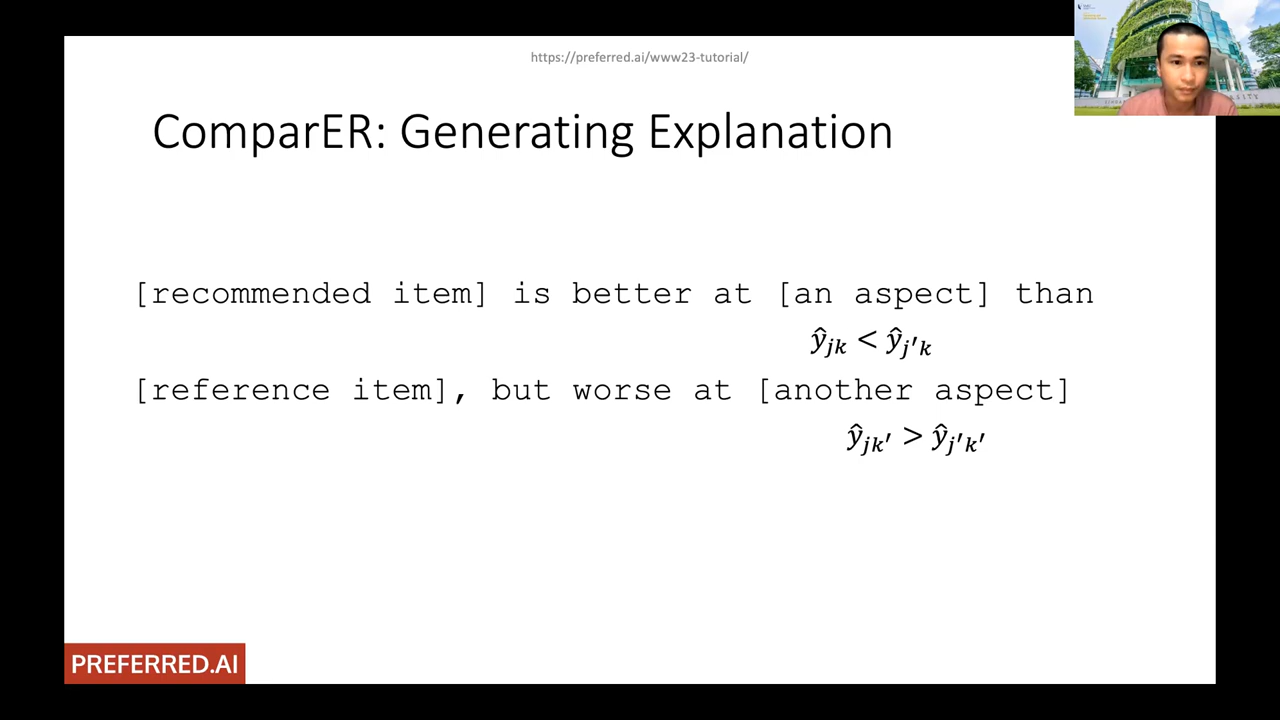 https://preferred.ai/www23-tutorial/
ComparER: Generating Explanation
[recommended item] is better at [an aspect] than
ŷ_jk < ŷ_j′k
[reference item], but worse at [another aspect]
ŷ_jk′ > ŷ_j′k′
PREFERRED.AI